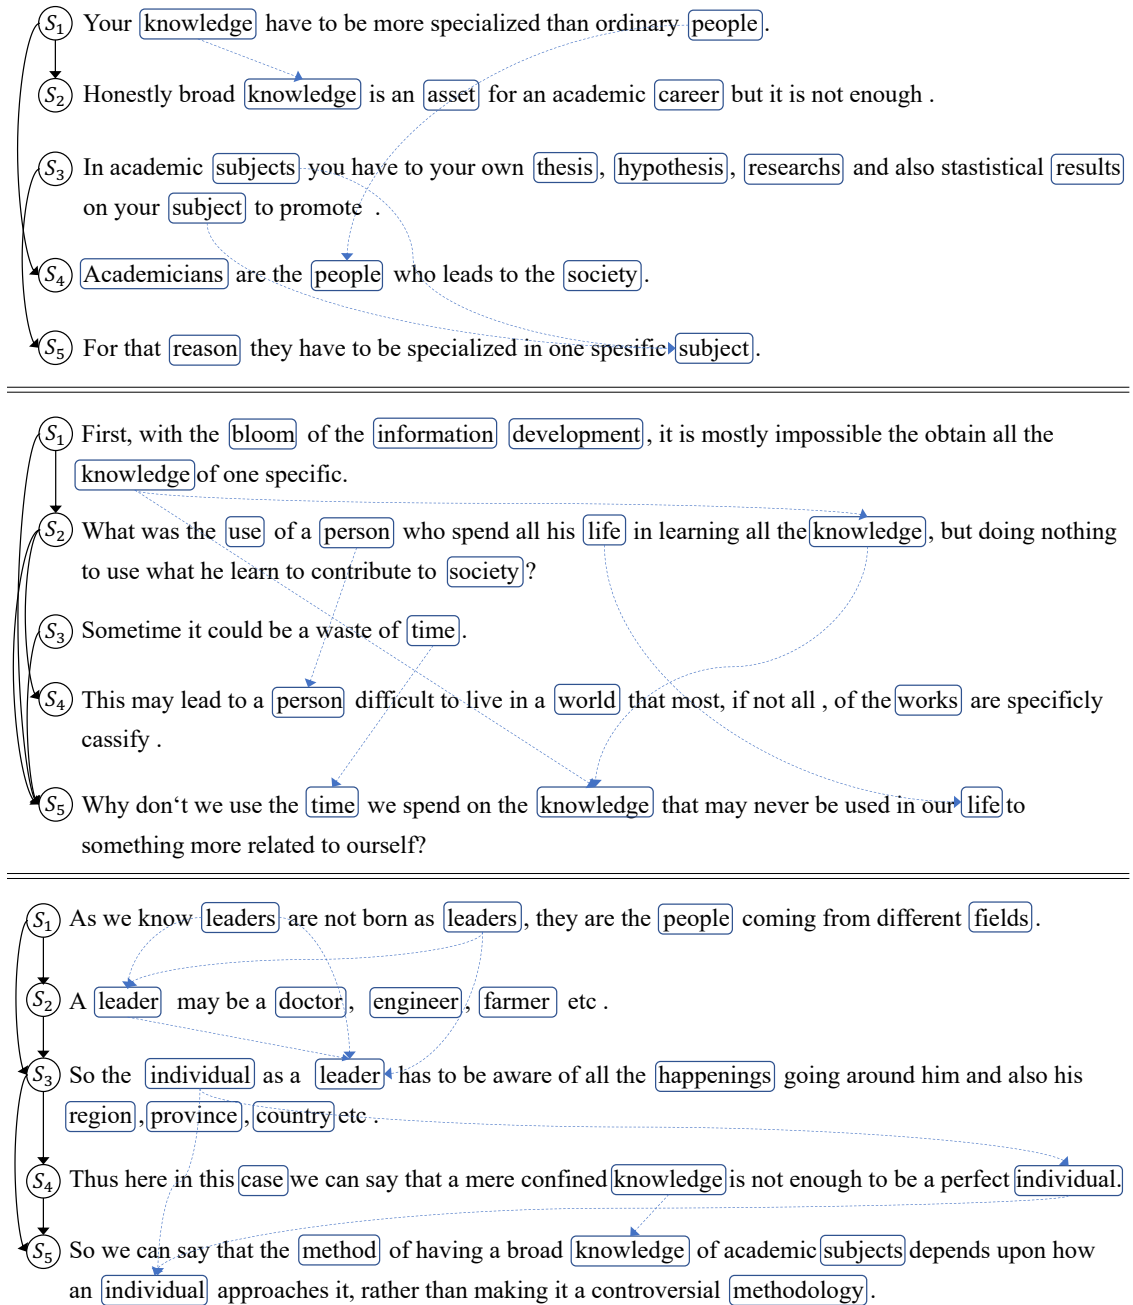 S1 Your knowledge have to be more specialized than ordinary people.
S2 Honestly broad knowledge is an asset for an academic career but it is not enough .
S3 In academic subjects you have to your own thesis, hypothesis, researchs and also stastistical results
on your subject to promote .
S4 Academicians are the people who leads to the society.
S5 For that reason they have to be specialized in one spesific subject.
S1 First, with the bloom of the information development, it is mostly impossible the obtain all the
knowledge of one specific.
S2 What was the use of a person who spend all his life in learning all the knowledge, but doing nothing
to use what he learn to contribute to society?
S3 Sometime it could be a waste of time.
S4 This may lead to a person difficult to live in a world that most, if not all , of the works are specificly
cassify .
S5 Why don‘t we use the time we spend on the knowledge that may never be used in our life to
something more related to ourself?
S1 As we know leaders are not born as leaders, they are the people coming from different fields.
S2 A leader may be a doctor, engineer, farmer etc .
S3 So the individual as a leader has to be aware of all the happenings going around him and also his
region, province, country etc .
S4 Thus here in this case we can say that a mere confined knowledge is not enough to be a perfect individual.
S5 So we can say that the method of having a broad knowledge of academic subjects depends upon how
an individual approaches it, rather than making it a controversial methodology.